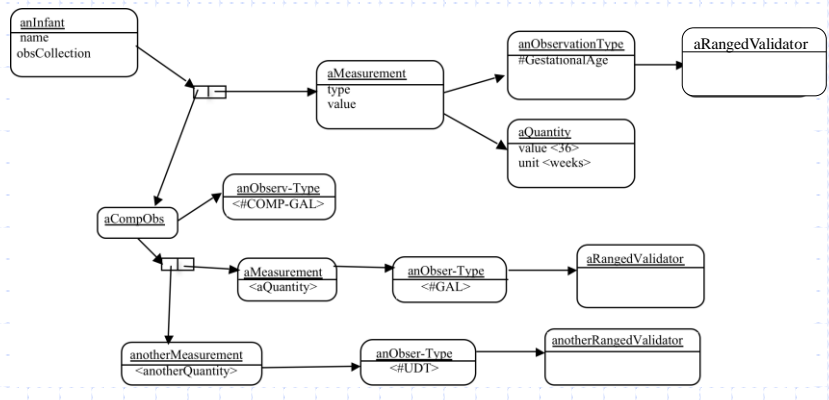 anInfant
name
obsCollection
aMeasurement
type
value
anObservationType
#GestationalAge
aRangedValidator
aQuantity
value <36>
unit <weeks>
anObserv-Type
<#COMP-GAL>
aCompObs
aMeasurement
<aQuantity>
anObser-Type
<#GAL>
aRangedValidator
anotherMeasurement
<anotherQuantity>
anObser-Type
<#UDT>
anotherRangedValidator